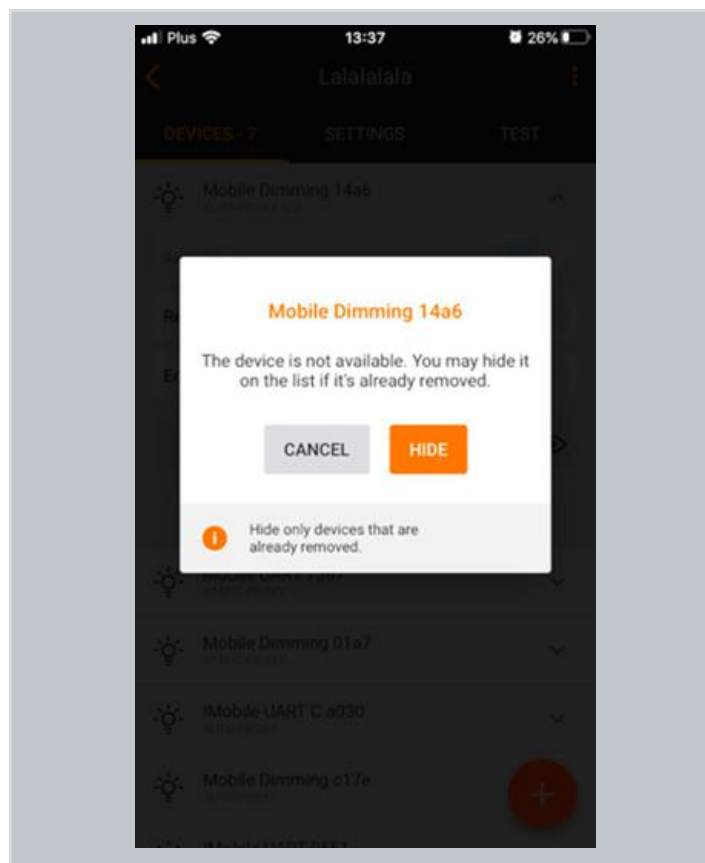 Plus 13:37 26%
Lalalalala
DEVICES - 7 SETTINGS TEST
Mobile Dimming 14a6
Mobile Dimming 14a6
The device is not available. You may hide it
on the list if it's already removed.
CANCEL HIDE
Hide only devices that are
already removed.
Mobile Dimming 01a7
!Mobile UART C a030
Mobile Dimming c17e